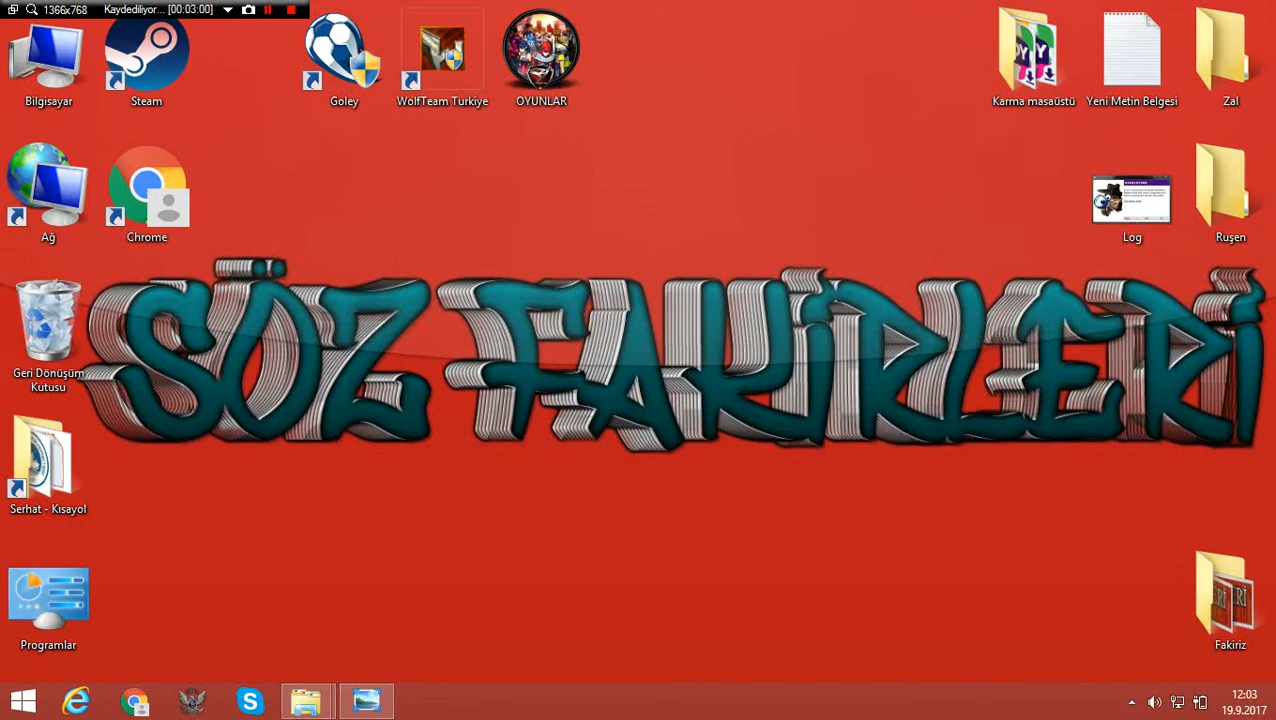 1366x768 Kaydediliyor... [00:03:00]
Bilgisayar
Steam
Goley
WolfTeam Turkiye
OYUNLAR
Karma masaüstü
Yeni Metin Belgesi
Zal
Ağ
Chrome
Log
Ruşen
SÖZ FAKİRLERİ
Geri Dönüşüm
Kutusu
Serhat - Kısayol
Programlar
Fakiriz
12:03
19.9.2017